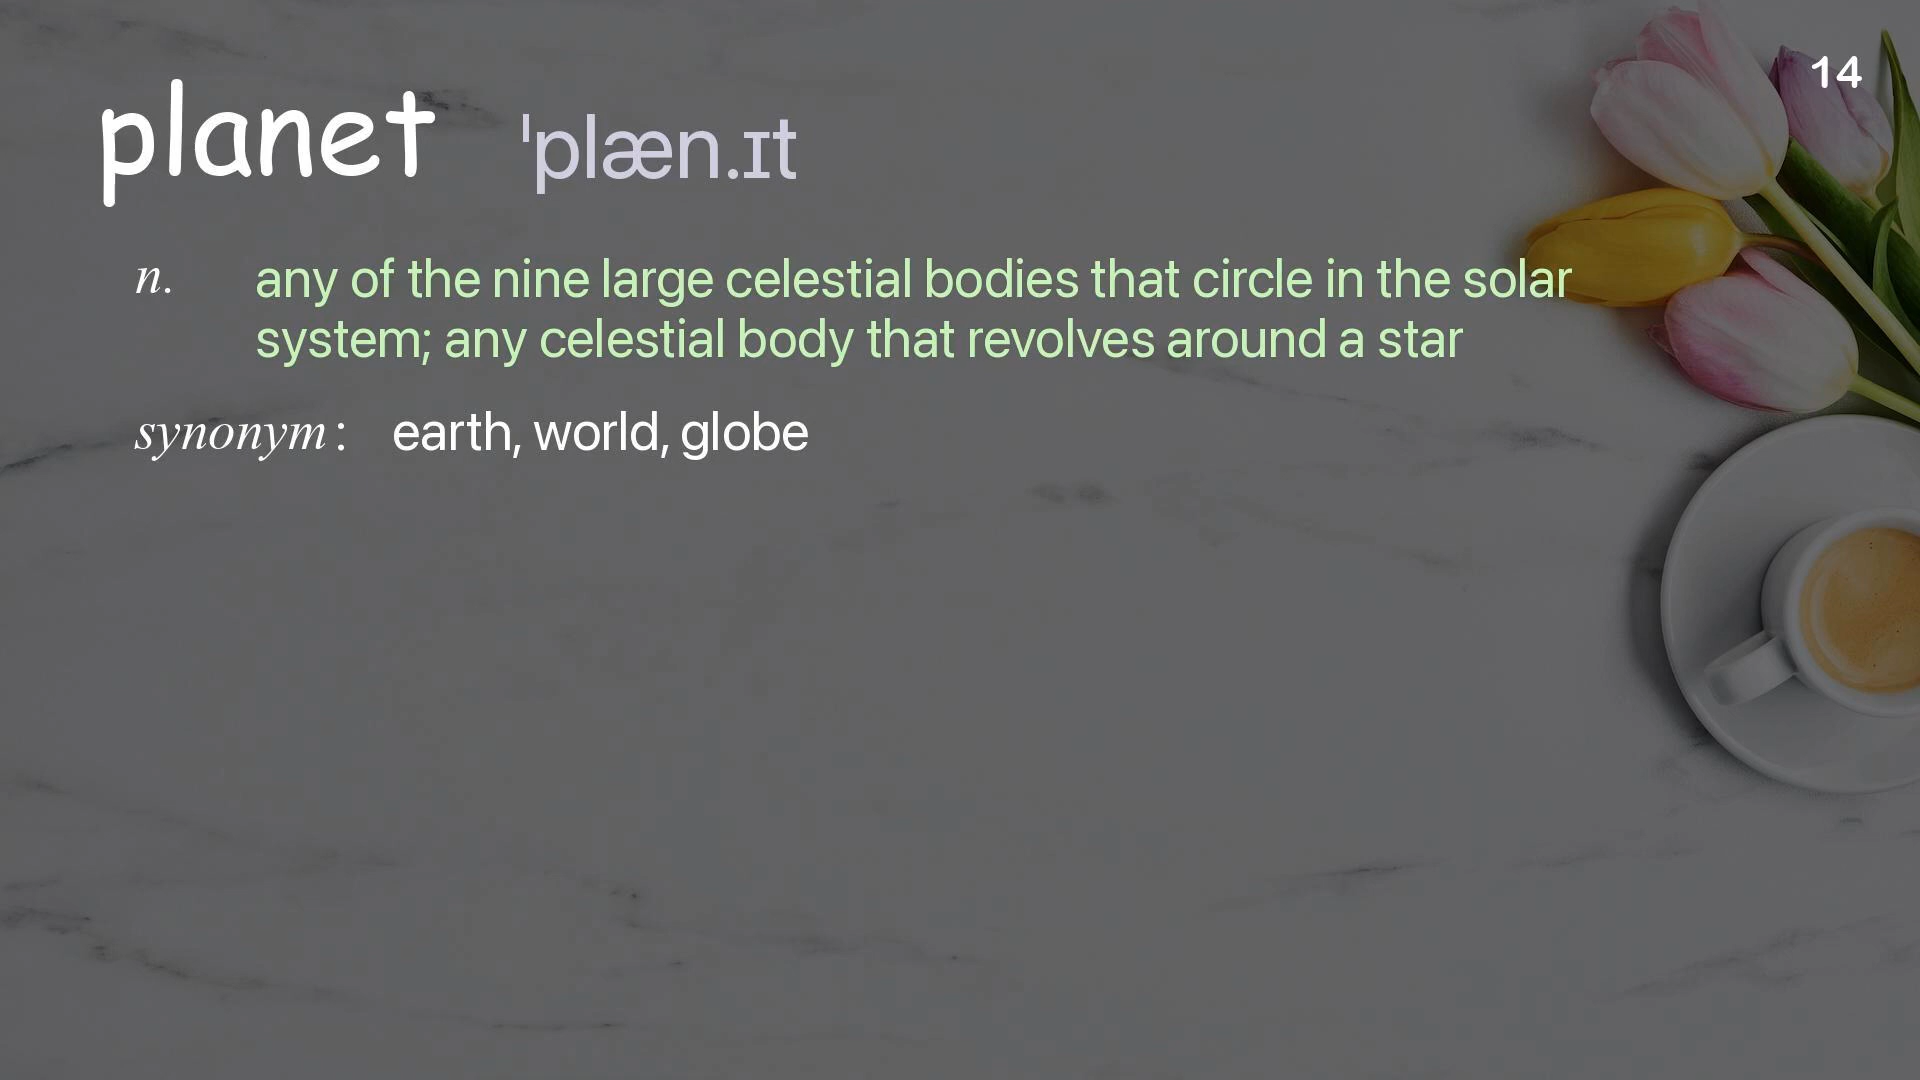 14
planet ˈplæn.ɪt
n. any of the nine large celestial bodies that circle in the solar
system; any celestial body that revolves around a star
synonym: earth, world, globe